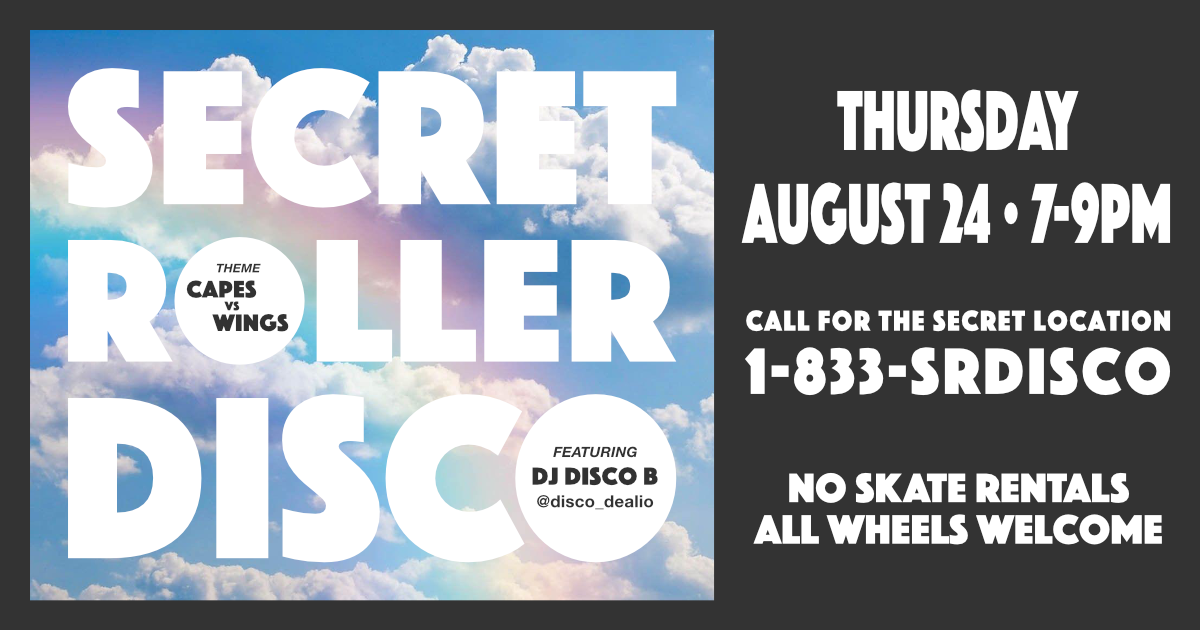 SECRET
ROLLER
THEME
CAPES
VS
WINGS
DISCO
FEATURING
DJ DISCO B
@disco_dealio
THURSDAY
AUGUST 24 • 7-9PM
CALL FOR THE SECRET LOCATION
1-833-SRDISCO
NO SKATE RENTALS
ALL WHEELS WELCOME